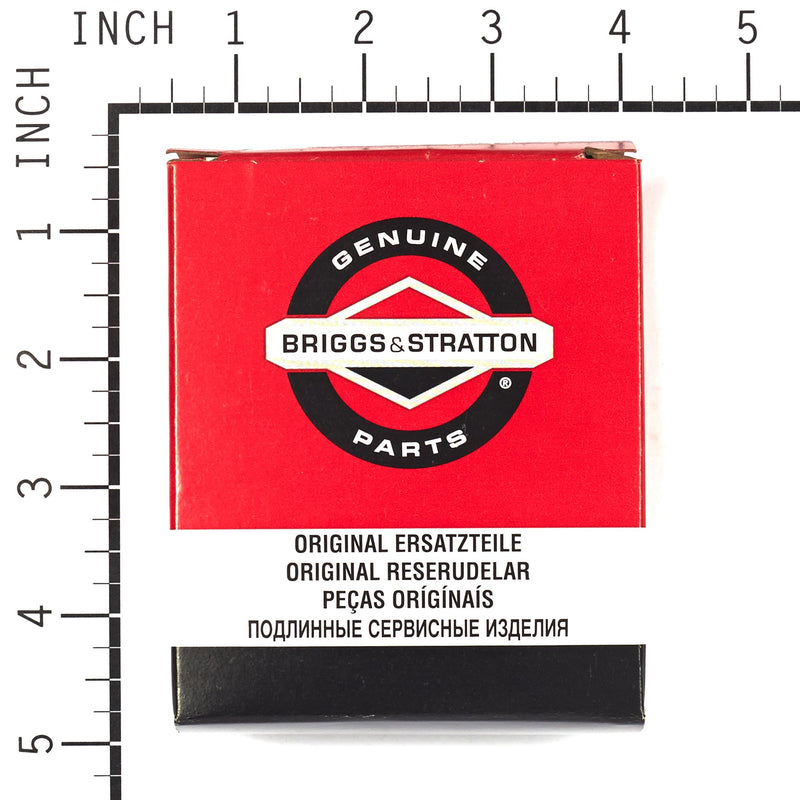 INCH 1 2 3 4 5
INCH
1
2
3
4
5
GENUINE
BRIGGS & STRATTON
®
PARTS
ORIGINAL ERSATZTEILE
ORIGINAL RESERUDELAR
PEÇAS ORÍGÍNAÍS
ПОДЛИННЫЕ СЕРВИСНЫЕ ИЗДЕЛИЯ